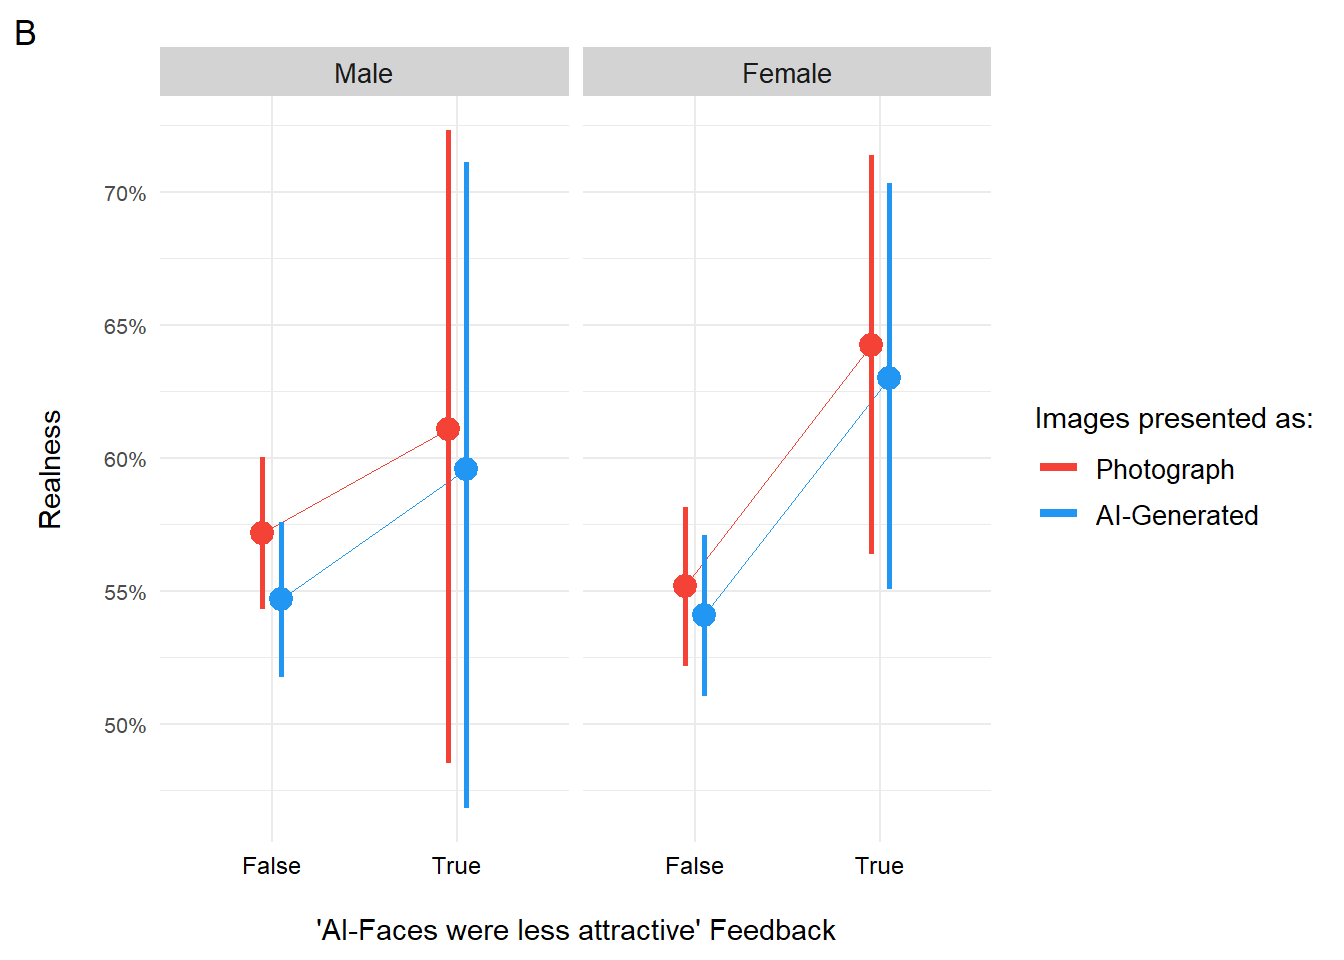 B
Male
Female
70%
65%
60%
55%
50%
Realness
False
True
False
True
'AI-Faces were less attractive' Feedback
Images presented as:
Photograph
AI-Generated